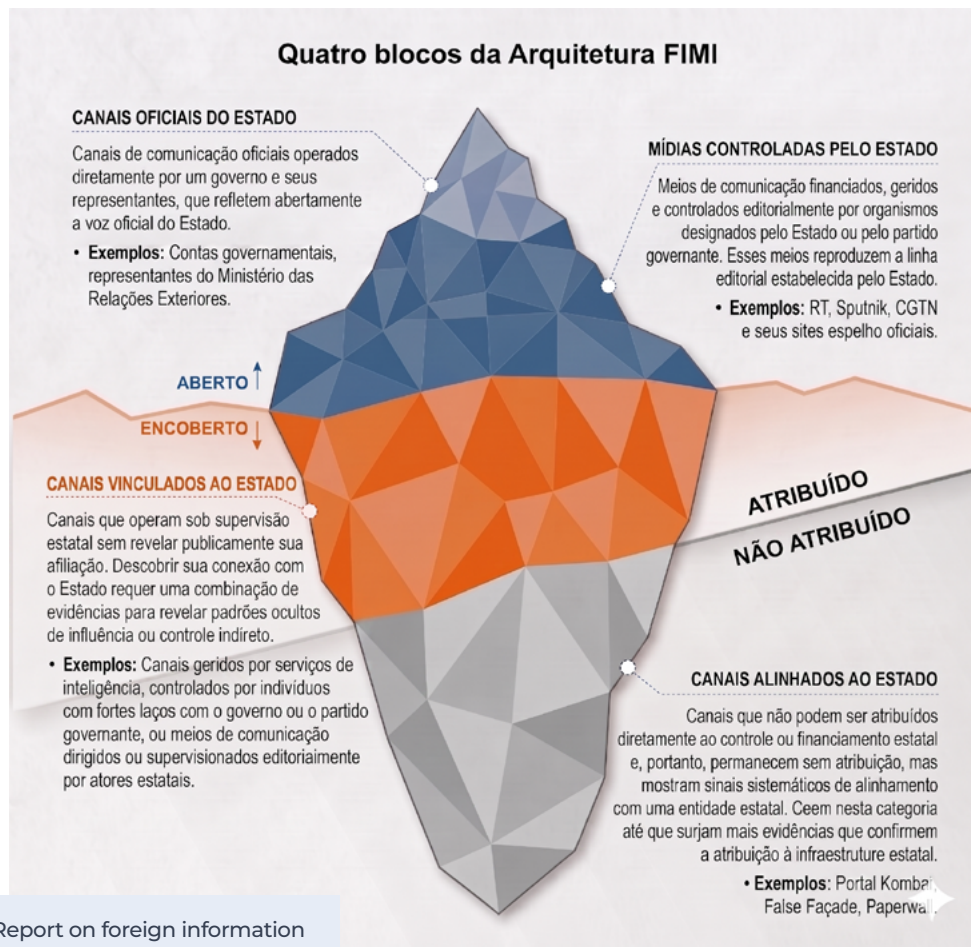 Quatro blocos da Arquitetura FIMI
CANAIS OFICIAIS DO ESTADO
Canais de comunicação oficiais operados
diretamente por um governo e seus
representantes, que refletem abertamente
a voz oficial do Estado.
• Exemplos: Contas governamentais,
representantes do Ministério das
Relações Exteriores.
MÍDIAS CONTROLADAS PELO ESTADO
Meios de comunicação financiados, geridos
e controlados editorialmente por organismos
designados pelo Estado ou pelo partido
governante. Esses meios reproduzem a linha
editorial estabelecida pelo Estado.
• Exemplos: RT, Sputnik, CGTN
e seus sites espelho oficiais.
ABERTO
ENCOBERTO
CANAIS VINCULADOS AO ESTADO
Canais que operam sob supervisão
estatal sem revelar publicamente sua
afiliação. Descobrir sua conexão com
o Estado requer uma combinação de
evidências para revelar padrões ocultos
de influência ou controle indireto.
• Exemplos: Canais geridos por serviços de
inteligência, controlados por indivíduos
com fortes laços com o governo ou o partido
governante, ou meios de comunicação
dirigidos ou supervisionados editorialmente
por atores estatais.
ATRIBUÍDO
NÃO ATRIBUÍDO
CANAIS ALINHADOS AO ESTADO
Canais que não podem ser atribuídos
diretamente ao controle ou financiamento estatal
e, portanto, permanecem sem atribuição, mas
mostram sinais sistemáticos de alinhamento
com uma entidade estatal. Ceem nesta categoria
até que surjam mais evidências que confirmem
a atribuição à infraestruture estatal.
• Exemplos: Portal Kombai,
False Façade, Paperwall.
Report on foreign information